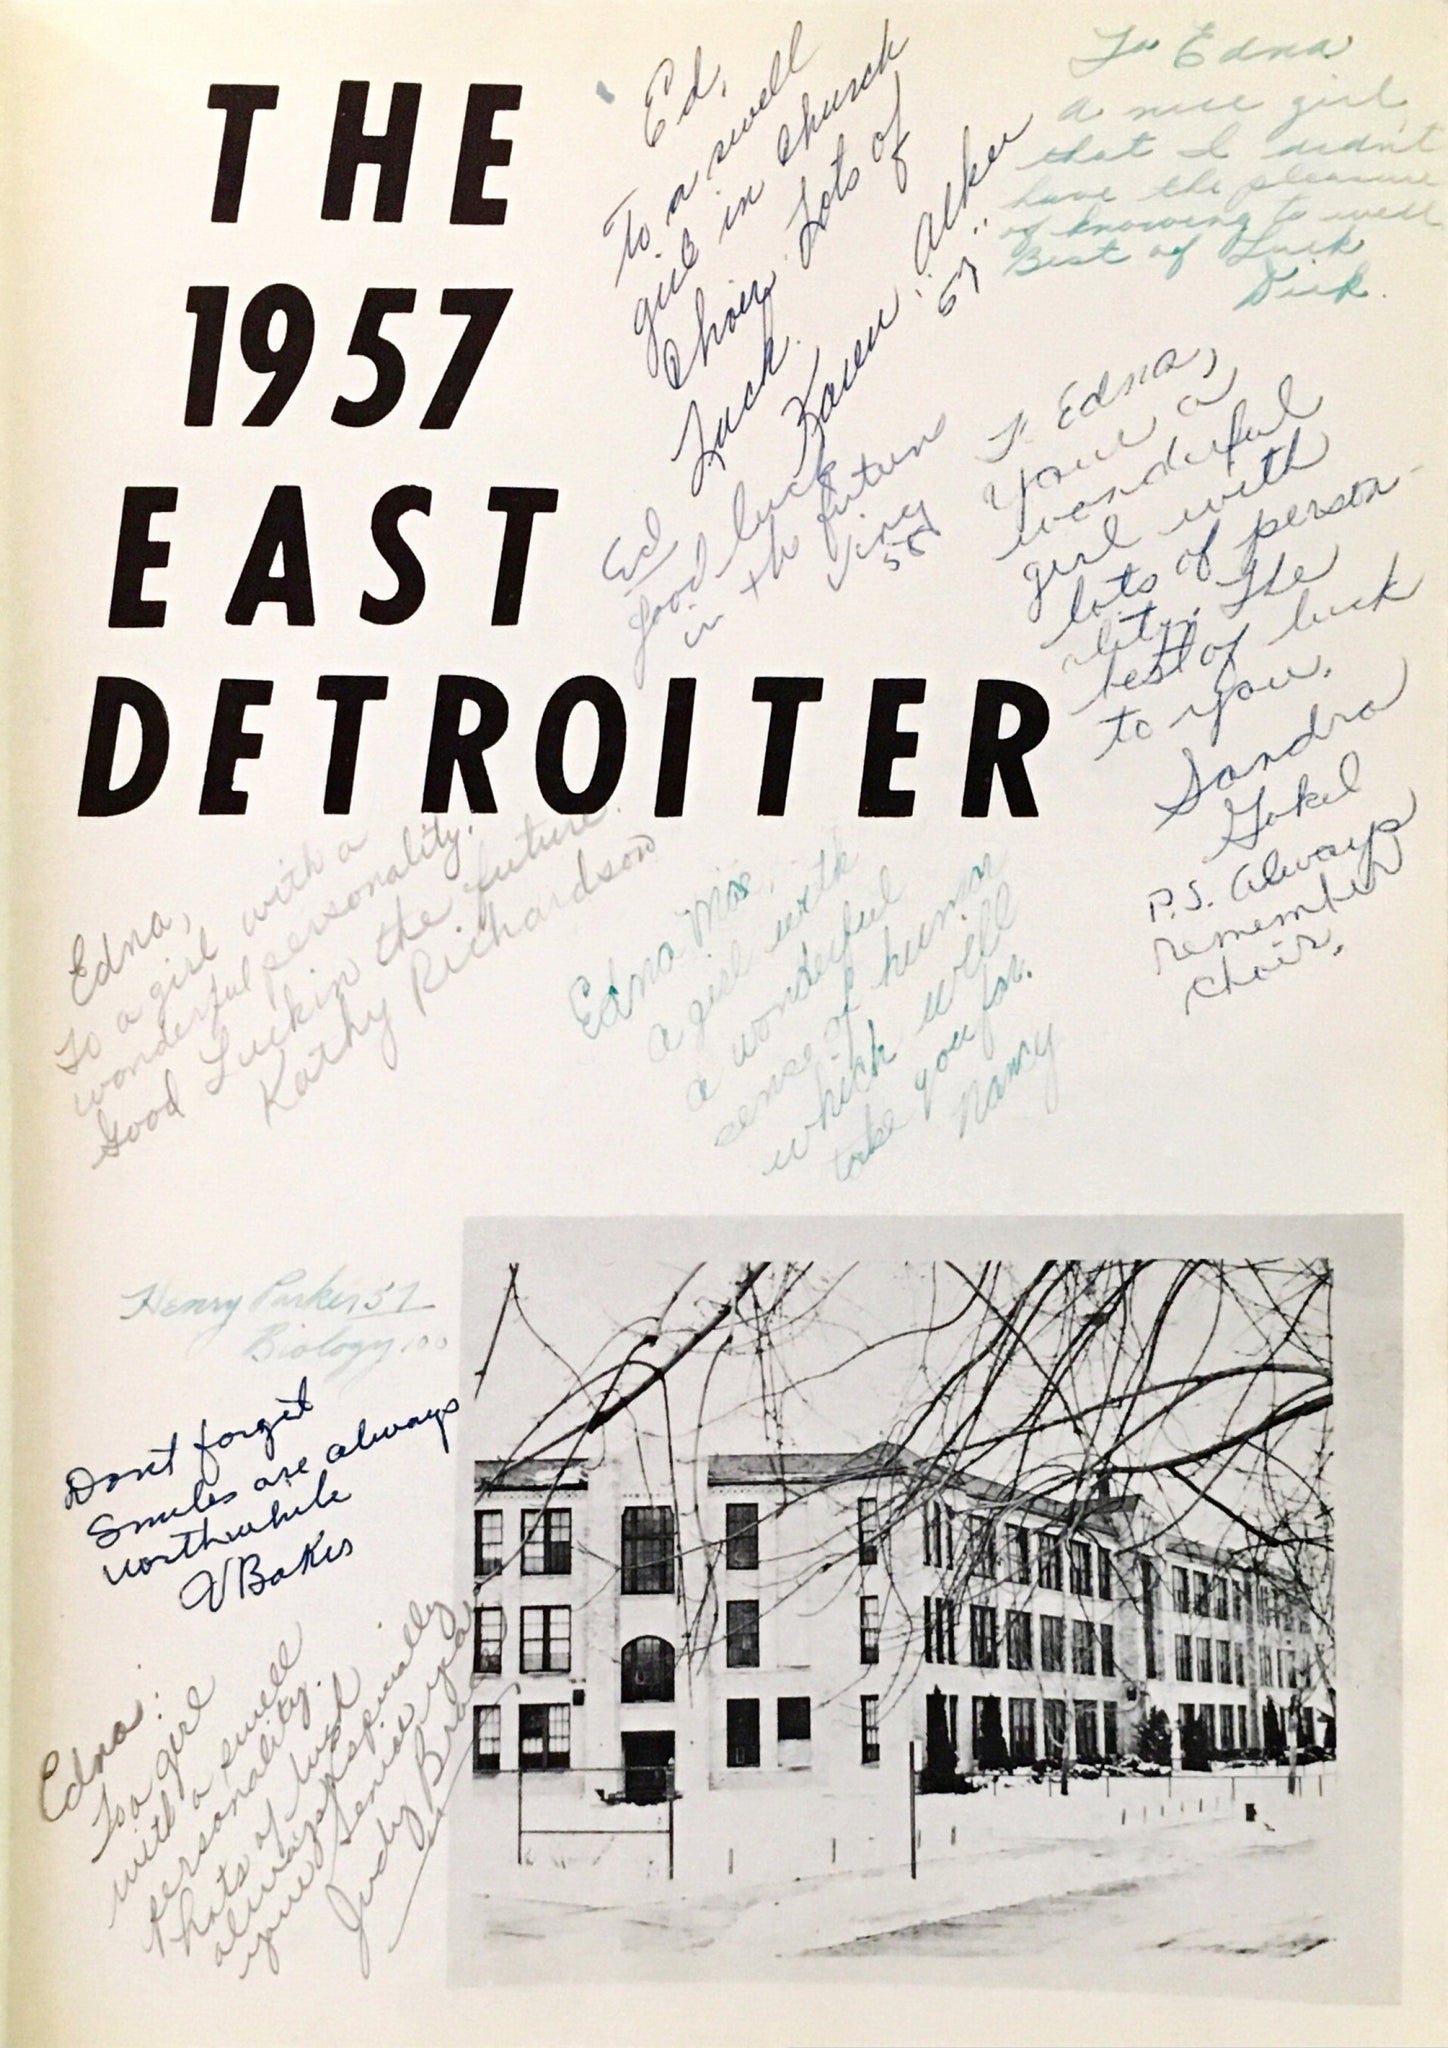 THE
1957
EAST
DETROITER
Ed,
To a swell
girl in Church
Choir. Lots of
Luck.
Karen "Alker"
57
To Edna
a nice girl,
that I didn't
have the pleasure
of knowing to well
Best of Luck
Dick.
Ed
good luck
in the future
58
To Edna,
Your a
wonderful
girl with
lots of person-
ality. The
best of luck
to you.
Sandra
Gokel
P.S. Always
remember
choir.
Edna,
To a girl with a
wonderful personality.
Good Luck in the future.
Kathy Richardson
Edna Mae,
a girl with
a wonderful
sense of humor
which will
take you far.
Nancy
Henry Parker 57
Biology
Don't forget
Smiles are always
worthwhile
V Baker
Edna:
To a girl
with a swell
personality.
of luck
always especially
your Senior year
Judy